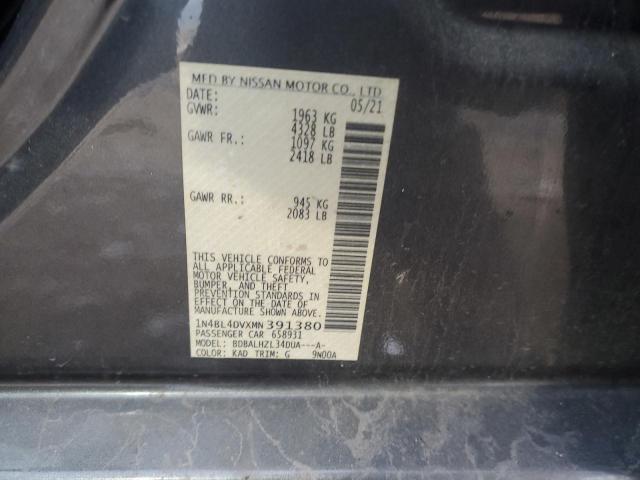 MFD BY NISSAN MOTOR CO., LTD
DATE: 05/21
GVWR: 1963 KG
4328 LB
GAWR FR.: 1097 KG
2418 LB
GAWR RR.: 945 KG
2083 LB
THIS VEHICLE CONFORMS TO
ALL APPLICABLE FEDERAL
MOTOR VEHICLE SAFETY,
BUMPER, AND THEFT
PREVENTION STANDARDS IN
EFFECT ON THE DATE OF
MANUFACTURE SHOWN ABOVE.
1N4BL4DVXMN391380
PASSENGER CAR 658931
MODEL: BDBALHZL34DUA---A-
COLOR: KAD TRIM: G 9N00A